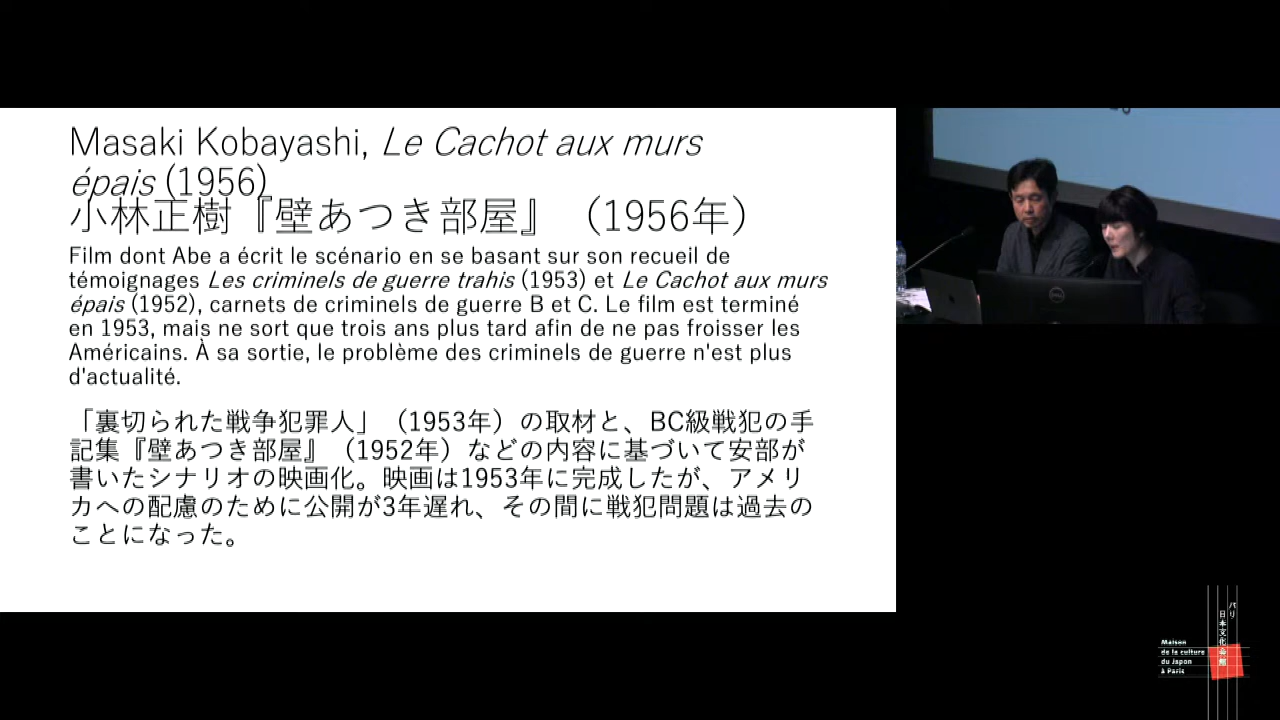 Masaki Kobayashi, Le Cachot aux murs
épais (1956)
小林正樹『壁あつき部屋』（1956年）
Film dont Abe a écrit le scénario en se basant sur son recueil de
témoignages Les criminels de guerre trahis (1953) et Le Cachot aux murs
épais (1952), carnets de criminels de guerre B et C. Le film est terminé
en 1953, mais ne sort que trois ans plus tard afin de ne pas froisser les
Américains. À sa sortie, le problème des criminels de guerre n'est plus
d'actualité.
「裏切られた戦争犯罪人」（1953年）の取材と、BC級戦犯の手
記集『壁あつき部屋』（1952年）などの内容に基づいて安部が
書いたシナリオの映画化。映画は1953年に完成したが、アメリ
カへの配慮のために公開が3年遅れ、その間に戦犯問題は過去の
ことになった。
DELL
パリ
日本文化会館
Maison
de la culture
du Japon
à Paris